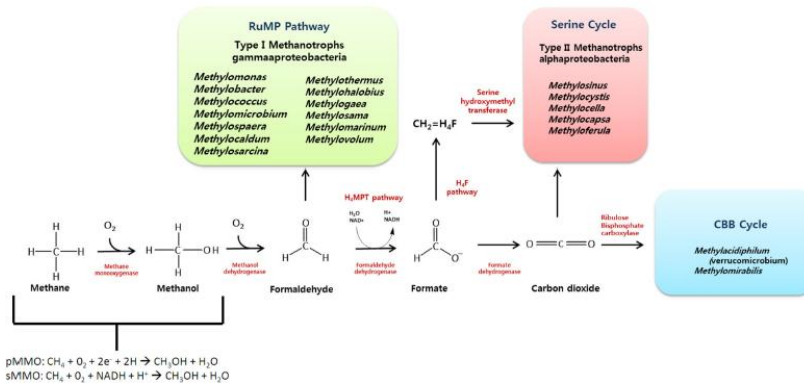 RuMP Pathway
Type I Methanotrophs
gammaaproteobacteria
Methylomonas
Methylobacter
Methylococcus
Methylomicrobium
Methylospaera
Methylocaldum
Methylosarcina
Methylothermus
Methylohalobius
Methylogaea
Methylosama
Methylomarinum
Methylovolum
Serine Cycle
Type II Methanotrophs
alphaproteobacteria
Methylosinus
Methylocystis
Methylocella
Methylocapsa
Methyloferula
Serine
hydroxymethyl
transferase
CH₂=H₄F
H₄F
pathway
H₄MPT pathway
H₂O
NAD+
H+
NADH
H
H C H
H
Methane
O₂
Methane
monooxygenase
H
H C OH
H
Methanol
O₂
Methanol
dehydrogenase
O
H H
Formaldehyde
Formaldehyde
dehydrogenase
O
H O⁻
Formate
Formate
dehydrogenase
O C O
Carbon dioxide
Ribulose
Bisphosphate
carboxylase
CBB Cycle
Methylacidiphilum
(verrucomicrobium)
Methylomirabilis
pMMO: CH₄ + O₂ + 2e⁻ + 2H → CH₃OH + H₂O
sMMO: CH₄ + O₂ + NADH + H⁺ → CH₃OH + H₂O